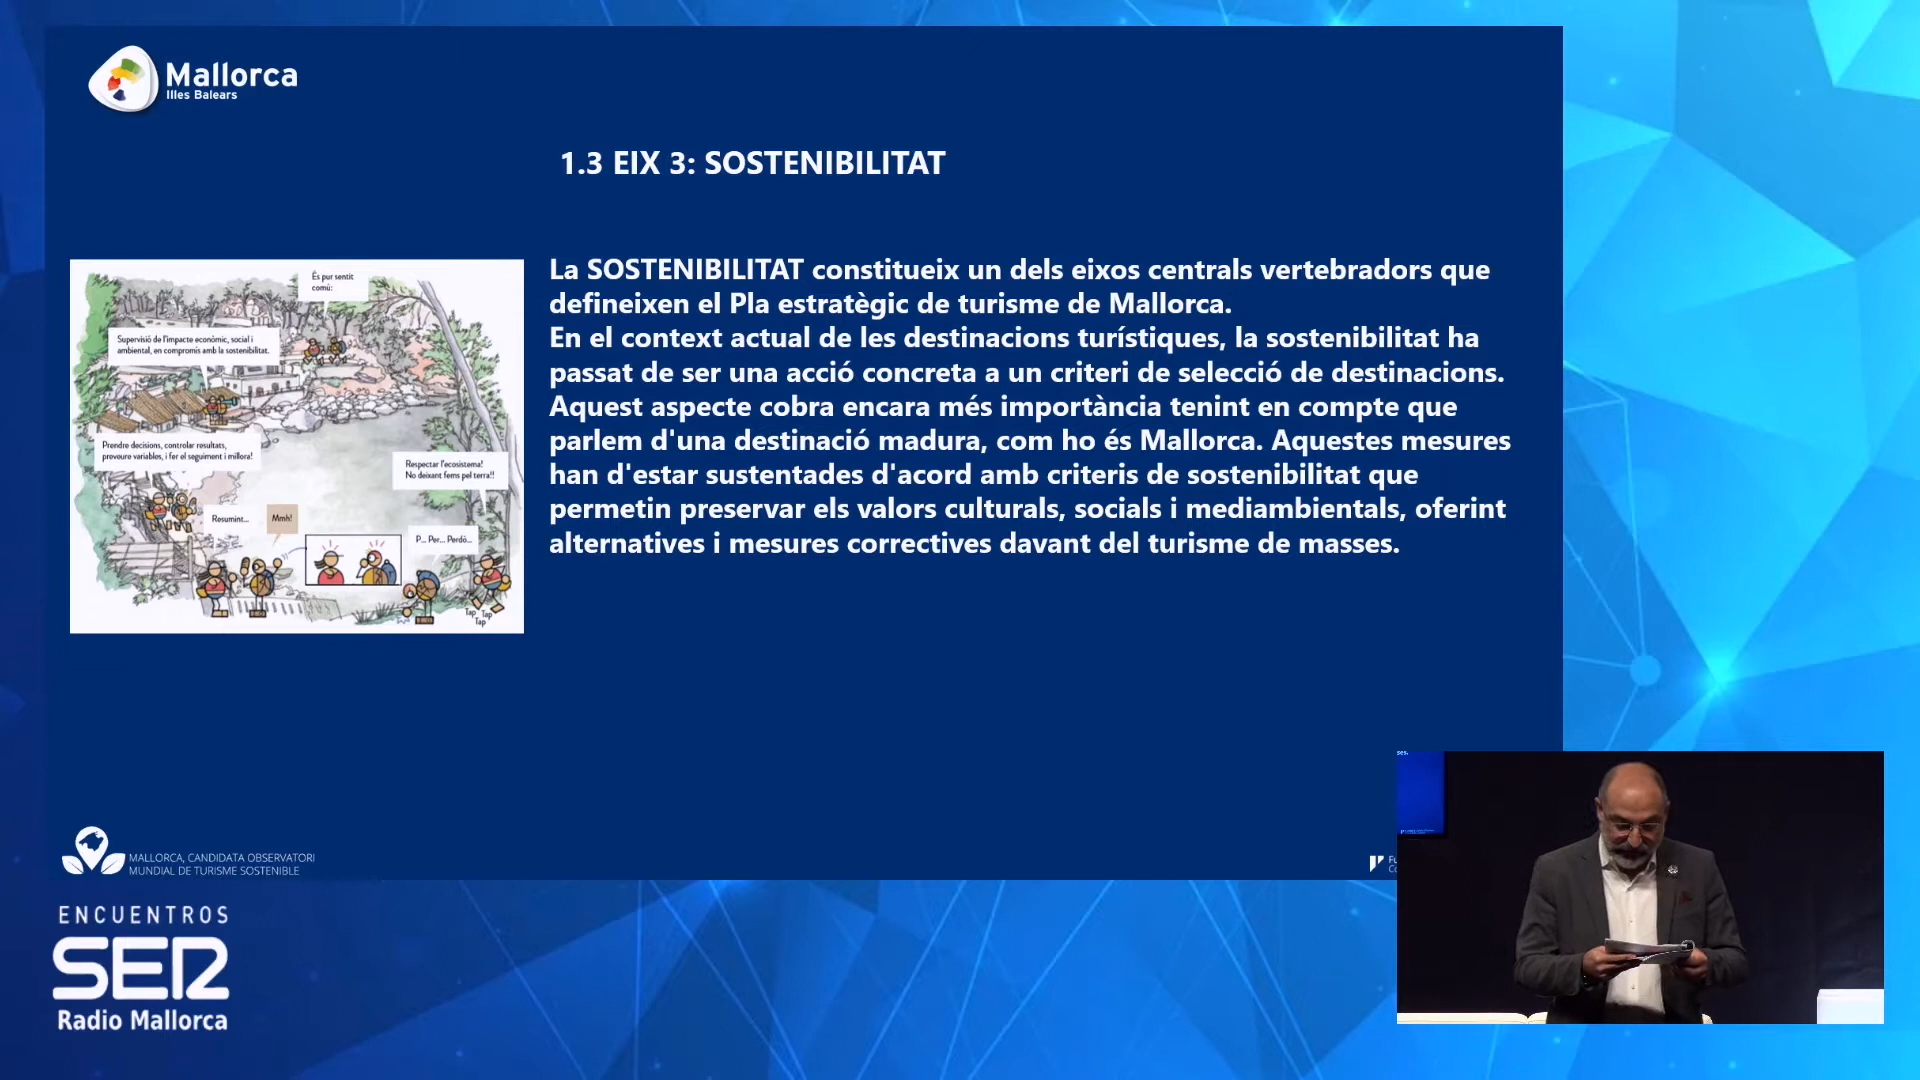 Mallorca
Illes Balears
1.3 EIX 3: SOSTENIBILITAT
És pur sentit
comú:
Supervisió de l'impacte econòmic, social i
ambiental, en compromís amb la sostenibilitat.
Prendre decisions, controlar resultats,
preveure variables, i fer el seguiment i millora!
Respectar l'ecosistema!
No deixant fems pel terra!!
Resumint...
Mmh!
P... Per... Perdó...
Tap
Tap
Tap
La SOSTENIBILITAT constitueix un dels eixos centrals vertebradors que
defineixen el Pla estratègic de turisme de Mallorca.
En el context actual de les destinacions turístiques, la sostenibilitat ha
passat de ser una acció concreta a un criteri de selecció de destinacions.
Aquest aspecte cobra encara més importància tenint en compte que
parlem d'una destinació madura, com ho és Mallorca. Aquestes mesures
han d'estar sustentades d'acord amb criteris de sostenibilitat que
permetin preservar els valors culturals, socials i mediambientals, oferint
alternatives i mesures correctives davant del turisme de masses.
MALLORCA, CANDIDATA OBSERVATORI
MUNDIAL DE TURISME SOSTENIBLE
ENCUENTROS
SER
Radio Mallorca